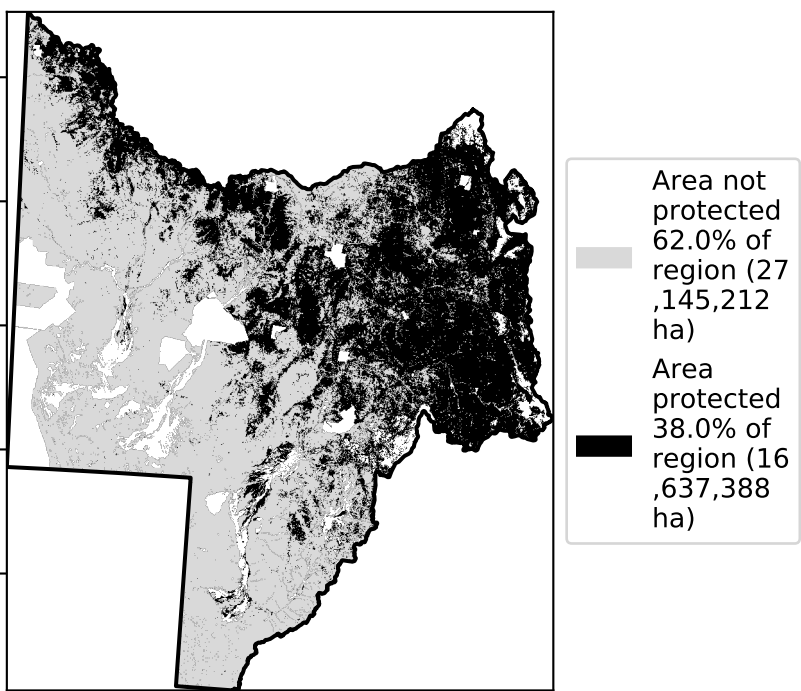 Area not
protected
62.0% of
region (27
,145,212
ha)
Area
protected
38.0% of
region (16
,637,388
ha)